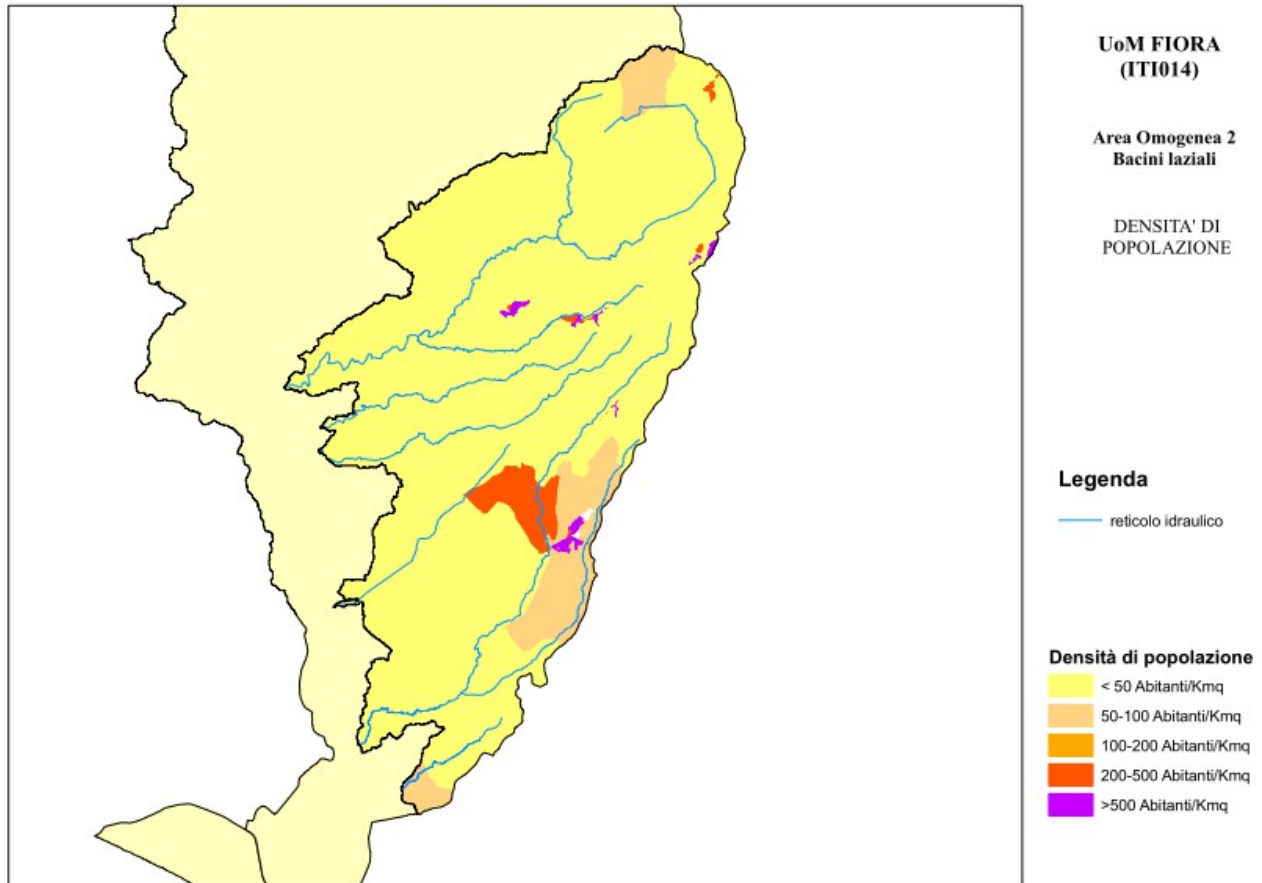 UoM FIORA
(ITI014)
Area Omogenea 2
Bacini laziali
DENSITA' DI
POPOLAZIONE
Legenda
reticolo idraulico
Densità di popolazione
< 50 Abitanti/Kmq
50-100 Abitanti/Kmq
100-200 Abitanti/Kmq
200-500 Abitanti/Kmq
>500 Abitanti/Kmq